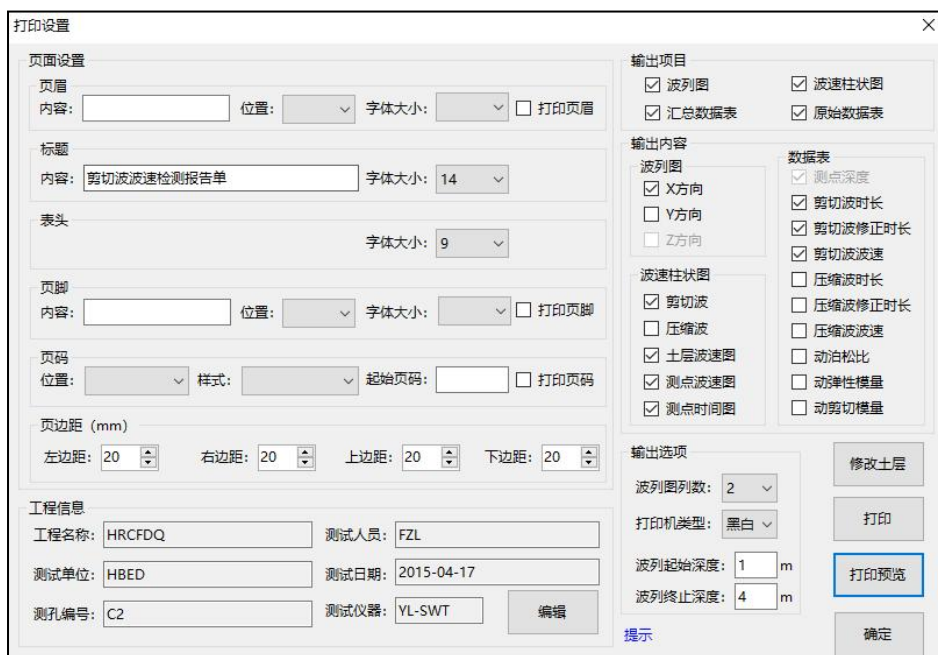 打印设置
页面设置
页眉
内容: 位置: 字体大小: 打印页眉
标题
内容: 剪切波波速检测报告单 字体大小: 14
表头
字体大小: 9
页脚
内容: 位置: 字体大小: 打印页脚
页码
位置: 样式: 起始页码: 打印页码
页边距 (mm)
左边距: 20 右边距: 20 上边距: 20 下边距: 20
工程信息
工程名称: HRCFDQ 测试人员: FZL
测试单位: HBED 测试日期: 2015-04-17
测孔编号: C2 测试仪器: YL-SWT 编辑
输出项目
波列图 波速柱状图
汇总数据表 原始数据表
输出内容
波列图
X方向
Y方向
Z方向
波速柱状图
剪切波
压缩波
土层波速图
测点波速图
测点时间图
数据表
测点深度
剪切波时长
剪切波修正时长
剪切波波速
压缩波时长
压缩波修正时长
压缩波波速
动泊松比
动弹性模量
动剪切模量
输出选项
波列图列数: 2
打印机类型: 黑白
波列起始深度: 1 m
波列终止深度: 4 m
提示
修改土层
打印
打印预览
确定